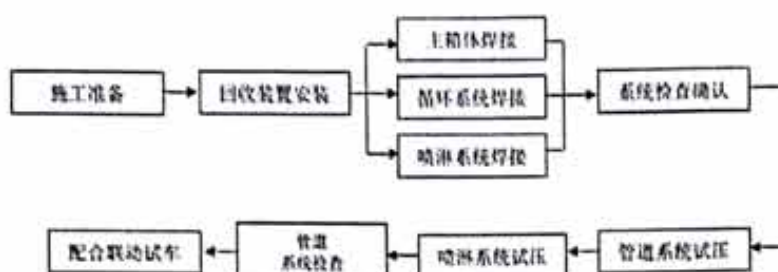 主箱体焊接
施工准备
回收装置安装
循环系统焊接
系统检查确认
喷淋系统焊接
管道系统试压
喷淋系统试压
管道
系统检查
配合联动试车